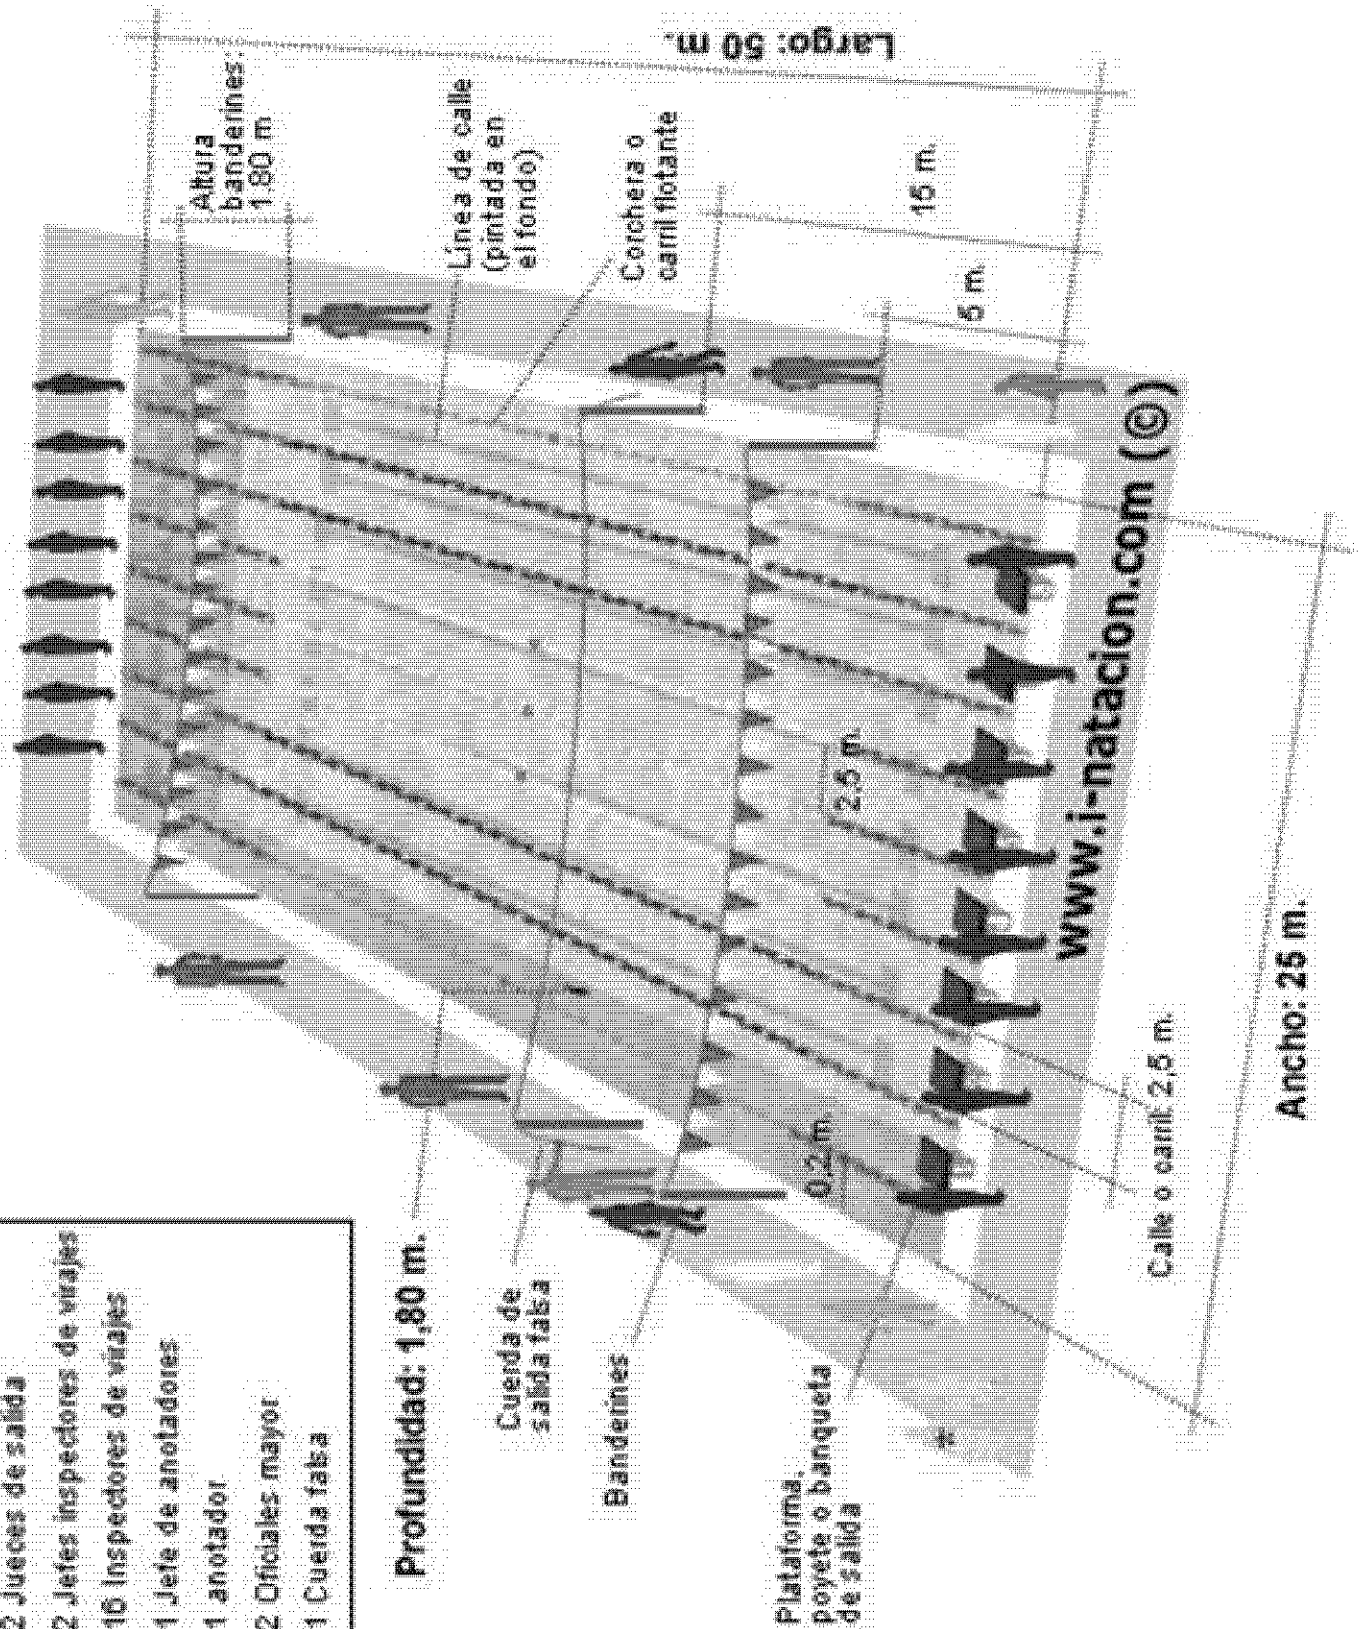 2 Jueces de salida
2 Jefes inspectores de virajes
16 Inspectores de virajes
1 Jefe de anotadores
1 anotador
2 Oficiales mayor
1 Cuerda falsa
Profundidad: 1,80 m.
Cuerda de
salida falsa
Banderines
Plataforma,
poyete o banqueta
de salida
*
Altura
banderines:
1.80 m
Línea de calle
(pintada en
el fondo)
Corchera o
carril flotante
Largo: 50 m.
15 m.
5 m.
2,5 m.
0,2 m.
www.i-natacion.com (©)
Calle o carril: 2,5 m.
Ancho: 25 m.